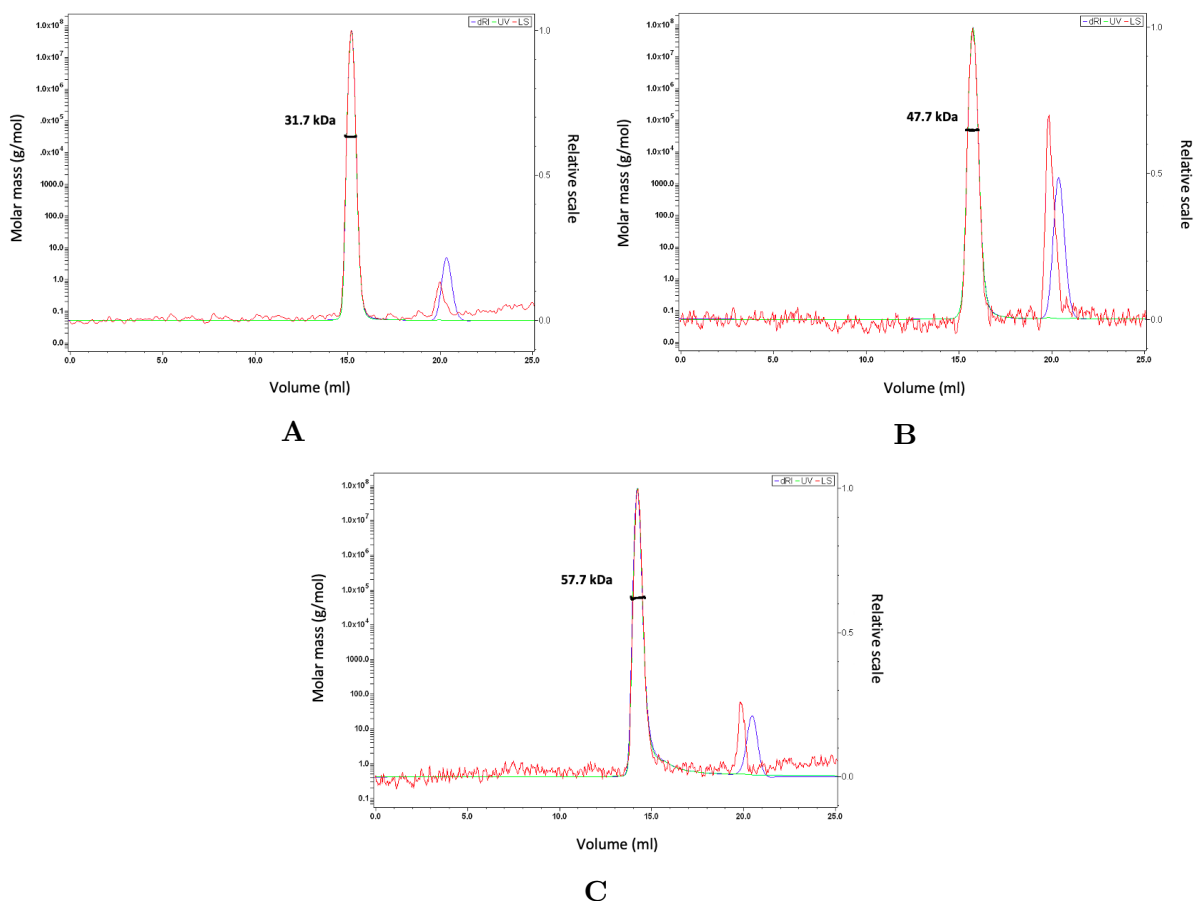 —dRI —UV —LS
1.0x10⁸
1.0x10⁷
1.0x10⁶
1.0x10⁵
.0x10⁴
1000.0
100.0
10.0
1.0
0.1
0.0
Molar mass (g/mol)
31.7 kDa
1.0
0.5
0.0
Relative scale
0.0 5.0 10.0 15.0 20.0 25.0
Volume (ml)
A
—dRI —UV —LS
1.0x10⁸
1.0x10⁷
1.0x10⁶
1.0x10⁵
1.0x10⁴
1000.0
100.0
10.0
1.0
0.1
0.0
Molar mass (g/mol)
47.7 kDa
1.0
0.5
0.0
Relative scale
0.0 5.0 10.0 15.0 20.0 25.0
Volume (ml)
B
—dRI —UV —LS
1.0x10⁸
1.0x10⁷
1.0x10⁶
1.0x10⁵
1.0x10⁴
1000.0
100.0
10.0
1.0
0.1
Molar mass (g/mol)
57.7 kDa
1.0
0.5
0.0
Relative scale
0.0 5.0 10.0 15.0 20.0 25.0
Volume (ml)
C